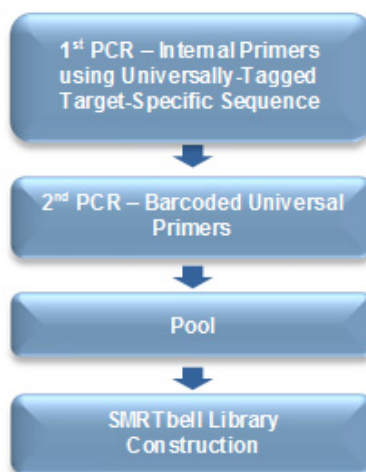 1st PCR – Internal Primers
using Universally-Tagged
Target-Specific Sequence
2nd PCR – Barcoded Universal
Primers
Pool
SMRTbell Library
Construction